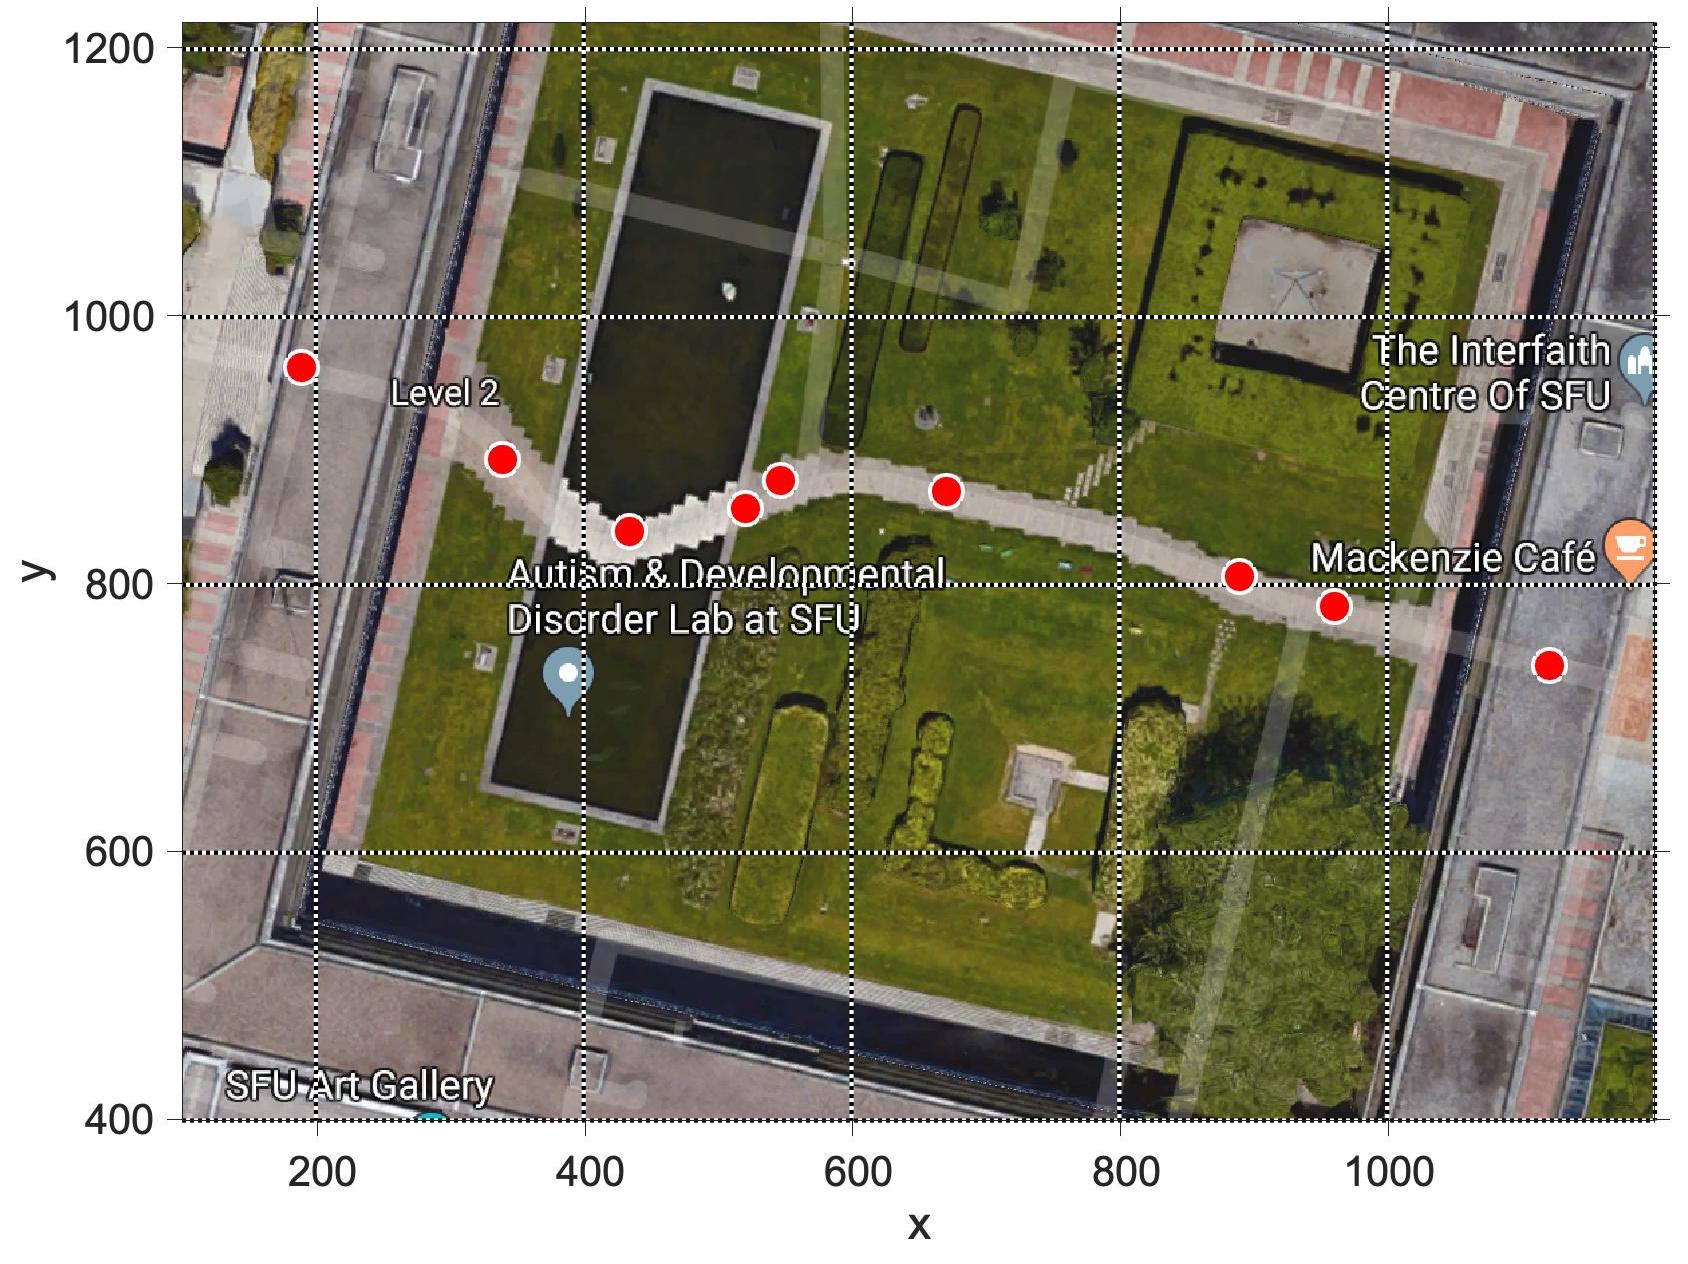 1200
1000
800
600
400
y
Level 2
The Interfaith
Centre Of SFU
Mackenzie Café
Autism & Developmental
Disorder Lab at SFU
SFU Art Gallery
200
400
600
800
1000
x